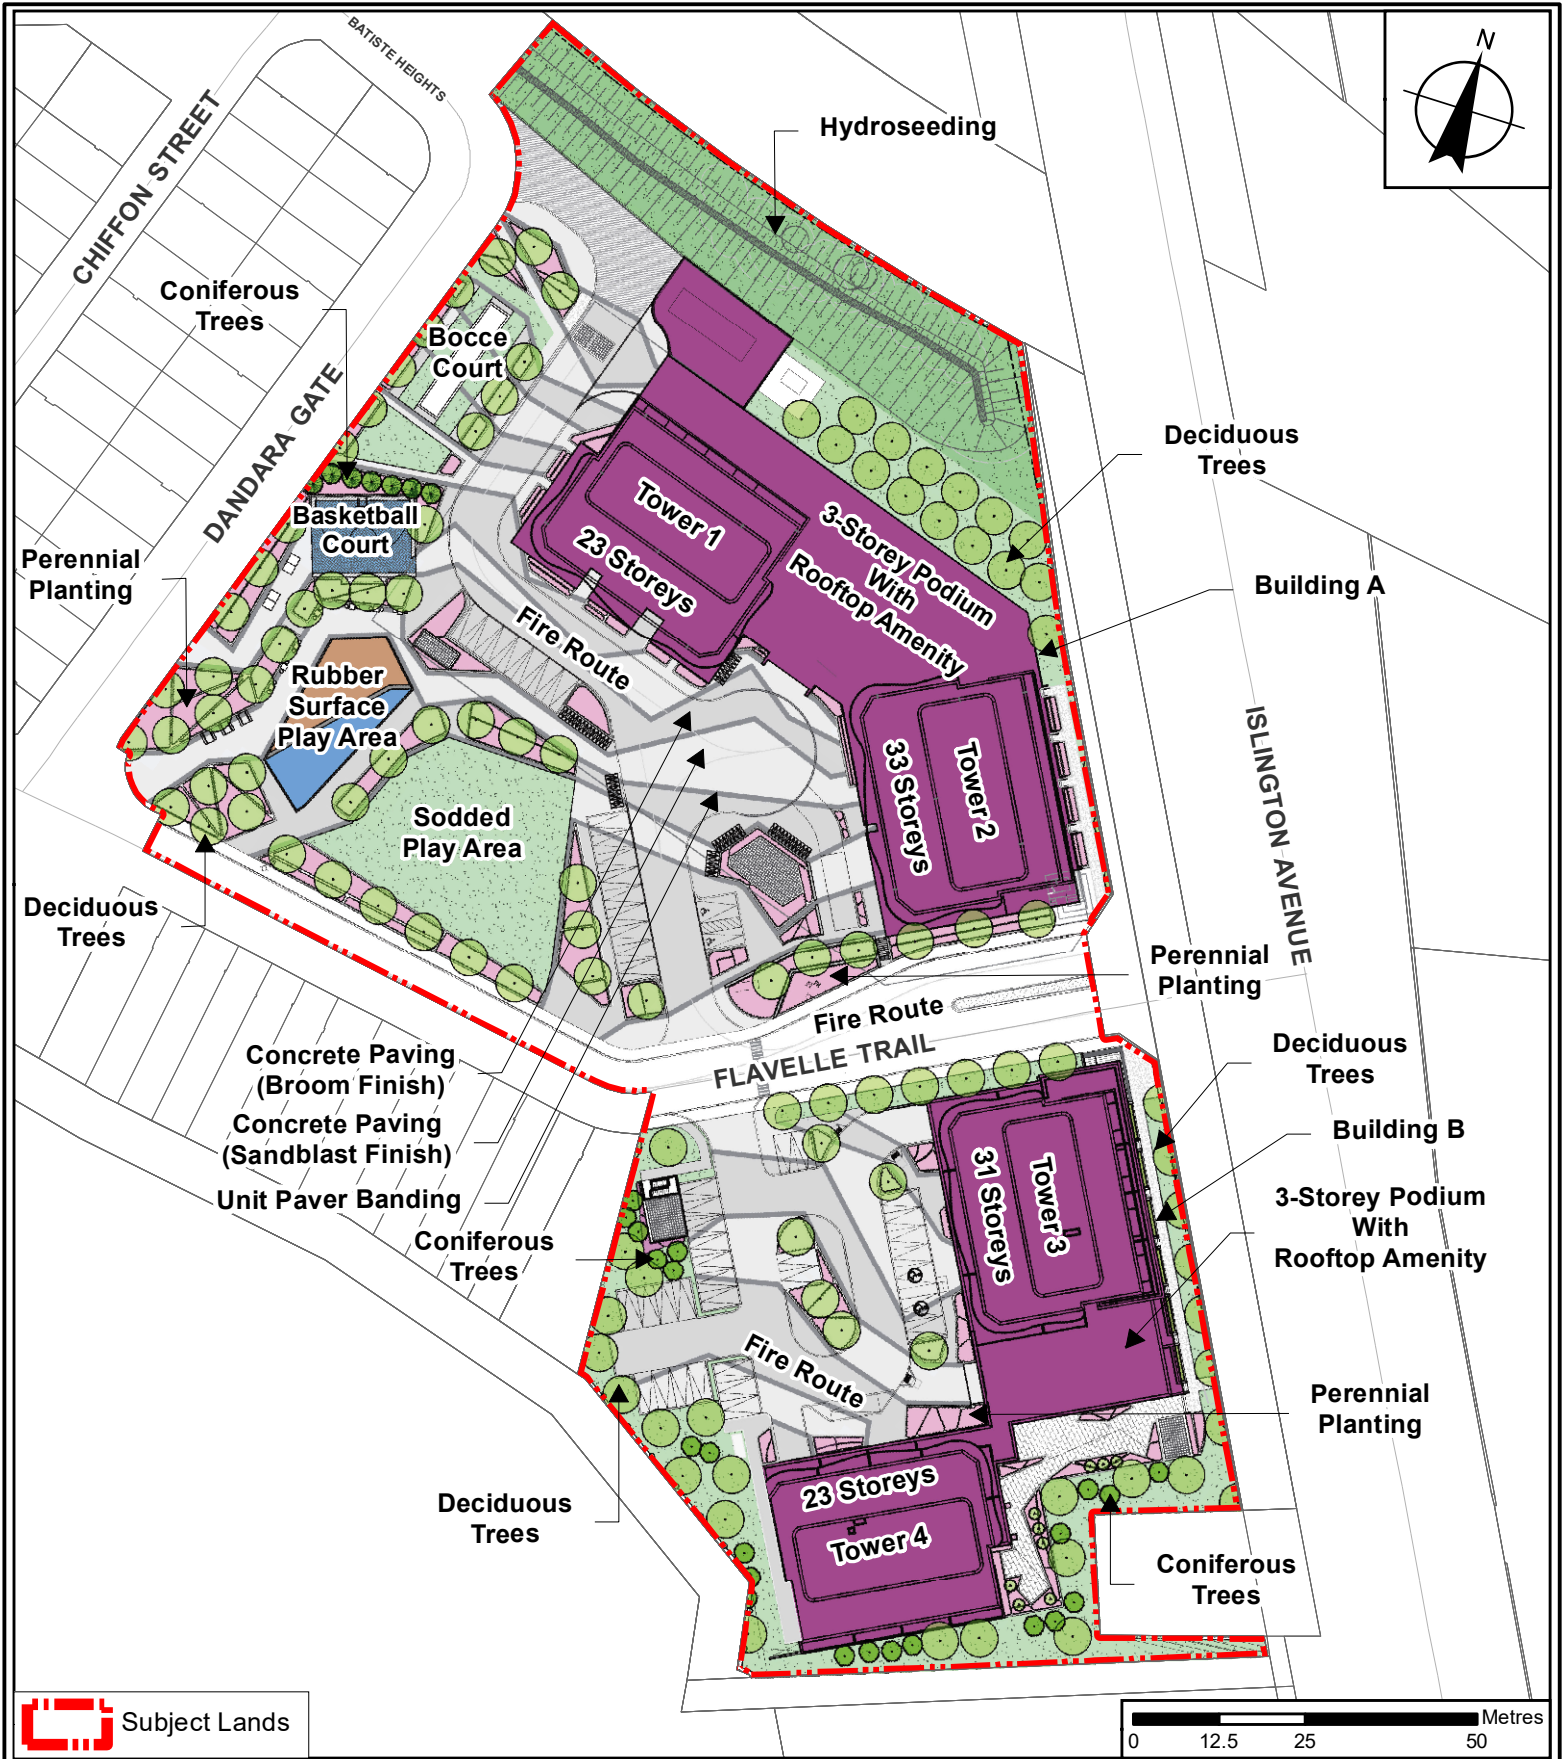 BATISTE HEIGHTS
N
CHIFFON STREET
Hydroseeding
Coniferous
Trees
Bocce
Court
DANDARA GATE
Deciduous
Trees
Basketball
Court
Tower 1
23 Storeys
3-Storey Podium
With
Rooftop Amenity
Perennial
Planting
Building A
Fire Route
Rubber
Surface
Play Area
ISLINGTON AVENUE
Tower 2
33 Storeys
Sodded
Play Area
Deciduous
Trees
Perennial
Planting
Fire Route
FLAVELLE TRAIL
Concrete Paving
(Broom Finish)
Concrete Paving
(Sandblast Finish)
Unit Paver Banding
Deciduous
Trees
Building B
Tower 3
31 Storeys
3-Storey Podium
With
Rooftop Amenity
Coniferous
Trees
Fire Route
Perennial
Planting
23 Storeys
Tower 4
Deciduous
Trees
Coniferous
Trees
Subject Lands
Metres
0 12.5 25 50